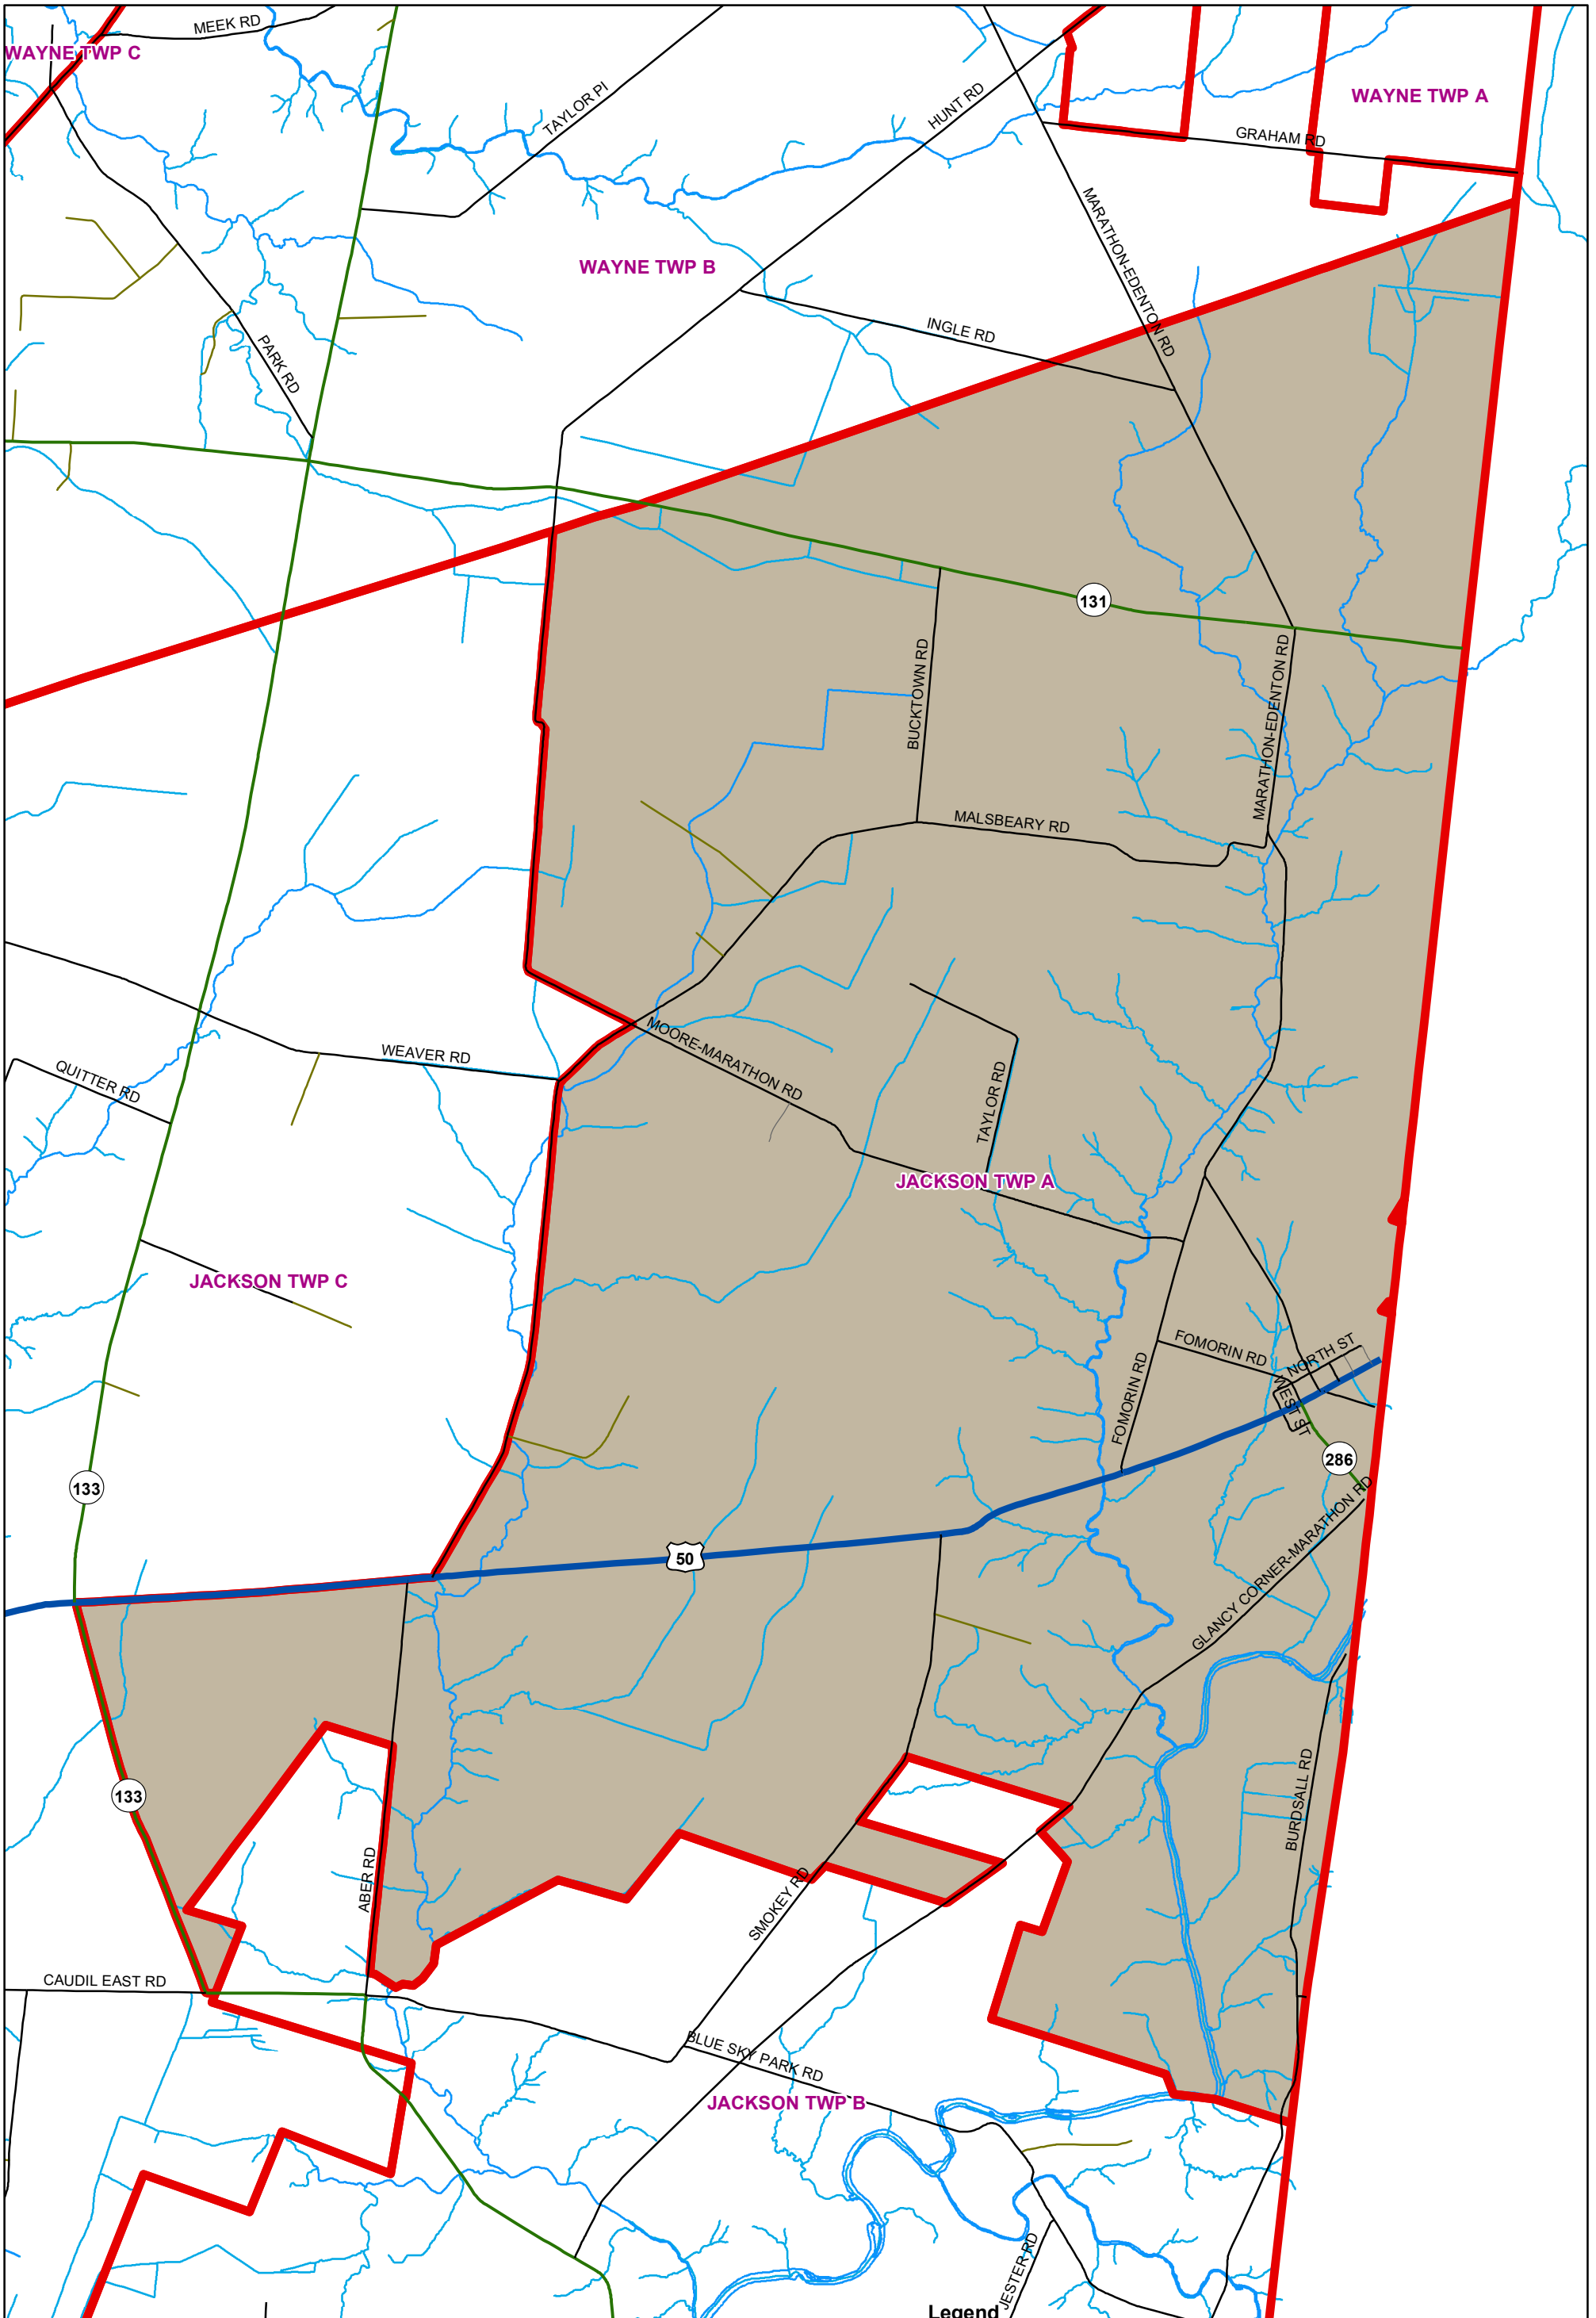 MEEK RD
WAYNE TWP C
TAYLOR PI
HUNT RD
WAYNE TWP A
GRAHAM RD
MARATHON-EDENTON RD
WAYNE TWP B
INGLE RD
PARK RD
131
BUCKTOWN RD
MARATHON-EDENTON RD
MALSBEARY RD
MOORE-MARATHON RD
WEAVER RD
QUITTER RD
TAYLOR RD
JACKSON TWP A
JACKSON TWP C
FOMORIN RD
NORTH ST
WEST ST
FOMORIN RD
286
133
50
GLANCY CORNER-MARATHON RD
133
BURDSALL RD
ABER RD
SMOKEY RD
CAUDIL EAST RD
BLUE SKY PARK RD
JACKSON TWP B
JESTER RD
Legend